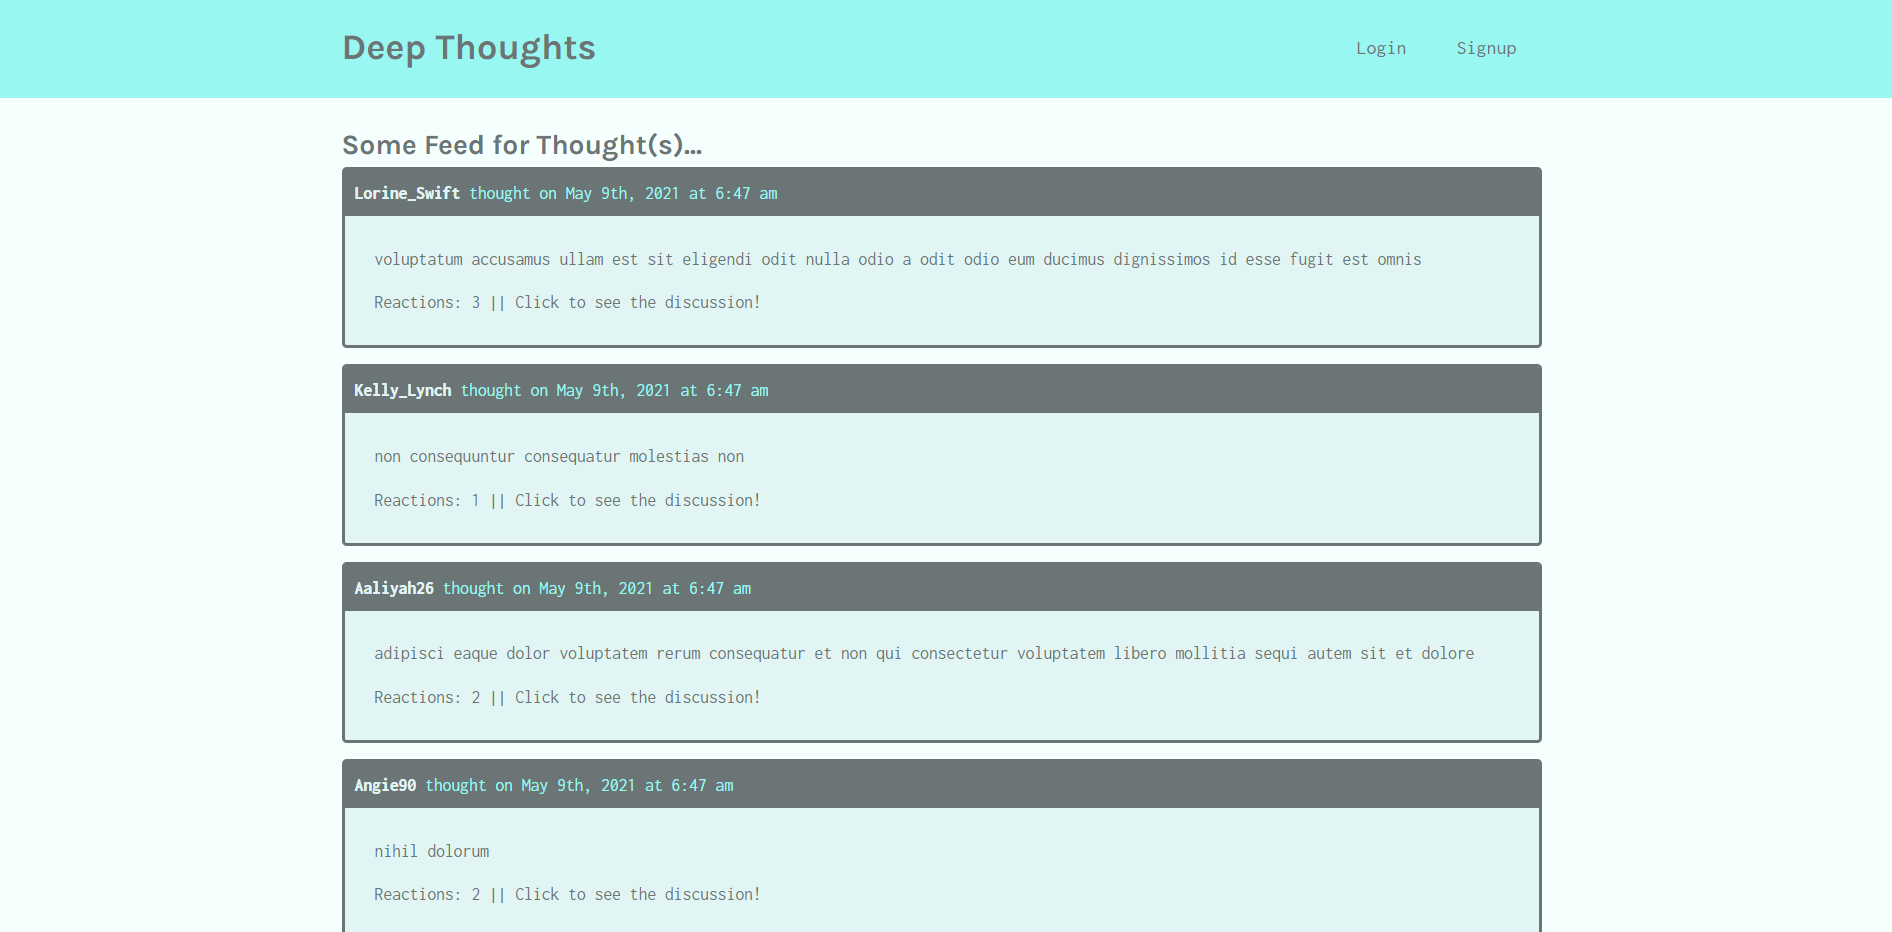 Deep Thoughts
Login
Signup
Some Feed for Thought(s)...
Lorine_Swift thought on May 9th, 2021 at 6:47 am
voluptatum accusamus ullam est sit eligendi odit nulla odio a odit odio eum ducimus dignissimos id esse fugit est omnis
Reactions: 3 || Click to see the discussion!
Kelly_Lynch thought on May 9th, 2021 at 6:47 am
non consequuntur consequatur molestias non
Reactions: 1 || Click to see the discussion!
Aaliyah26 thought on May 9th, 2021 at 6:47 am
adipisci eaque dolor voluptatem rerum consequatur et non qui consectetur voluptatem libero mollitia sequi autem sit et dolore
Reactions: 2 || Click to see the discussion!
Angie90 thought on May 9th, 2021 at 6:47 am
nihil dolorum
Reactions: 2 || Click to see the discussion!